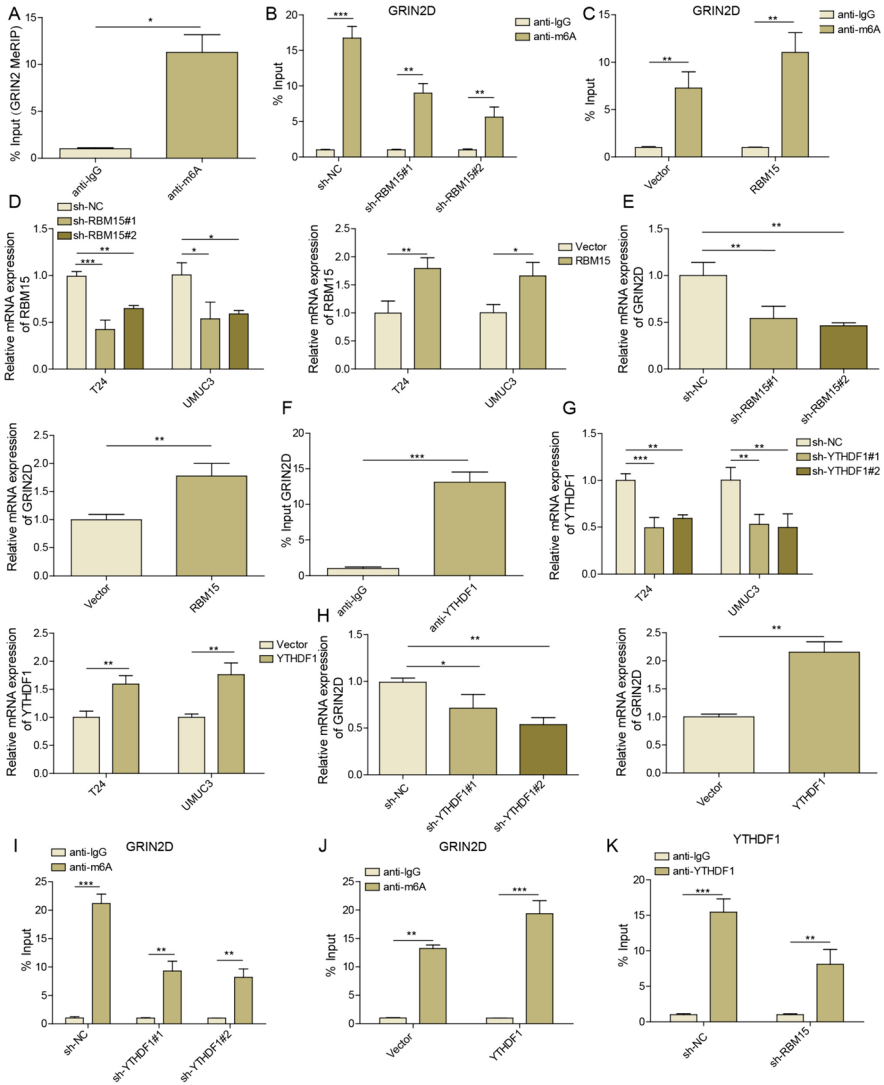 A
% Input (GRIN2 MeRIP)
15
10
5
0
*
anti-IgG
anti-m6A
B
GRIN2D
anti-IgG
anti-m6A
% Input
20
15
10
5
0
***
**
**
sh-NC
sh-RBM15#1
sh-RBM15#2
C
GRIN2D
anti-IgG
anti-m6A
% Input
15
10
5
0
**
**
Vector
RBM15
D
sh-NC
sh-RBM15#1
sh-RBM15#2
Relative mRNA expression
of RBM15
1.5
1.0
0.5
0.0
**
***
*
*
T24
UMUC3
Vector
RBM15
Relative mRNA expression
of RBM15
2.5
2.0
1.5
1.0
0.5
0.0
**
*
T24
UMUC3
E
Relative mRNA expression
of GRIN2D
1.5
1.0
0.5
0.0
**
**
sh-NC
sh-RBM15#1
sh-RBM15#2
Relative mRNA expression
of GRIN2D
2.5
2.0
1.5
1.0
0.5
0.0
**
Vector
RBM15
F
% Input GRIN2D
20
15
10
5
0
***
anti-IgG
anti-YTHDF1
G
sh-NC
sh-YTHDF1#1
sh-YTHDF1#2
Relative mRNA expression
of YTHDF1
1.5
1.0
0.5
0.0
**
***
**
**
T24
UMUC3
Vector
YTHDF1
Relative mRNA expression
of YTHDF1
2.5
2.0
1.5
1.0
0.5
0.0
**
**
T24
UMUC3
H
Relative mRNA expression
of GRIN2D
1.5
1.0
0.5
0.0
**
*
sh-NC
sh-YTHDF1#1
sh-YTHDF1#2
Relative mRNA expression
of GRIN2D
2.5
2.0
1.5
1.0
0.5
0.0
**
Vector
YTHDF1
I
GRIN2D
anti-IgG
anti-m6A
% Input
25
20
15
10
5
0
***
**
**
sh-NC
sh-YTHDF1#1
sh-YTHDF1#2
J
GRIN2D
anti-IgG
anti-m6A
% Input
25
20
15
10
5
0
**
***
Vector
YTHDF1
K
YTHDF1
anti-IgG
anti-YTHDF1
% Input
20
15
10
5
0
***
**
sh-NC
sh-RBM15